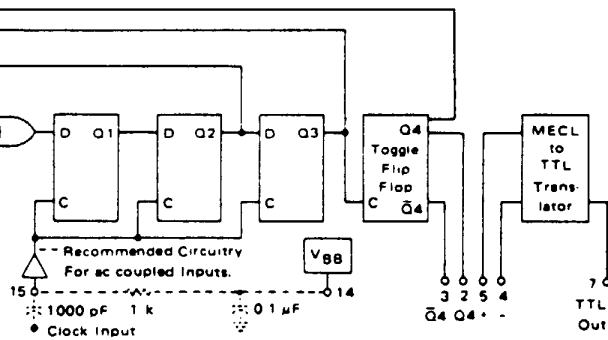 D Q1
D Q2
D Q3
Q4
Toggle
Flip
Flop
C Q̄4
MECL
to
TTL
Trans-
lator
C
C
C
Recommended Circuitry
For ac coupled Inputs.
VBB
15
14
1000 pF
1 k
0 1 µF
Clock Input
3 2 5 4
Q̄4 Q4 + -
7
TTL
Out